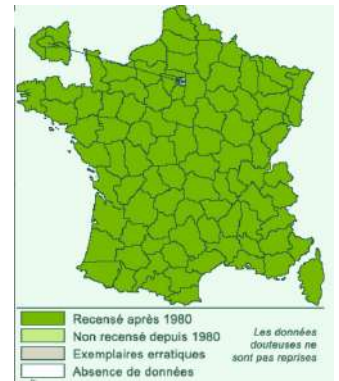 Recensé après 1980
Non recensé depuis 1980
Exemplaires erratiques
Absence de données
Les données
douteuses ne
sont pas reprises